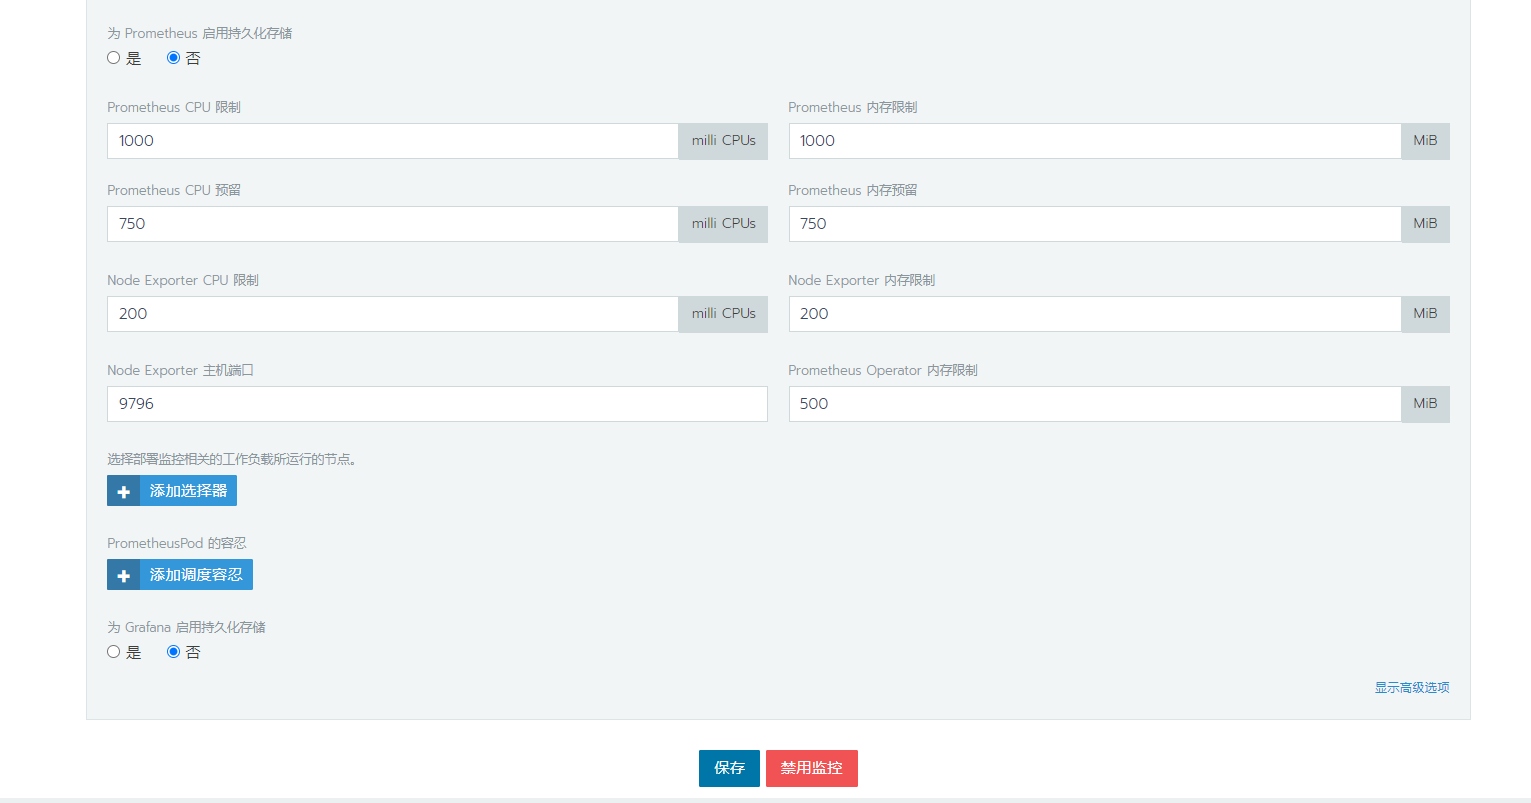 为 Prometheus 启用持久化存储
是 否
Prometheus CPU 限制
1000 milli CPUs
Prometheus 内存限制
1000 MiB
Prometheus CPU 预留
750 milli CPUs
Prometheus 内存预留
750 MiB
Node Exporter CPU 限制
200 milli CPUs
Node Exporter 内存限制
200 MiB
Node Exporter 主机端口
9796
Prometheus Operator 内存限制
500 MiB
选择部署监控相关的工作负载所运行的节点。
添加选择器
PrometheusPod 的容忍
添加调度容忍
为 Grafana 启用持久化存储
是 否
显示高级选项
保存 禁用监控